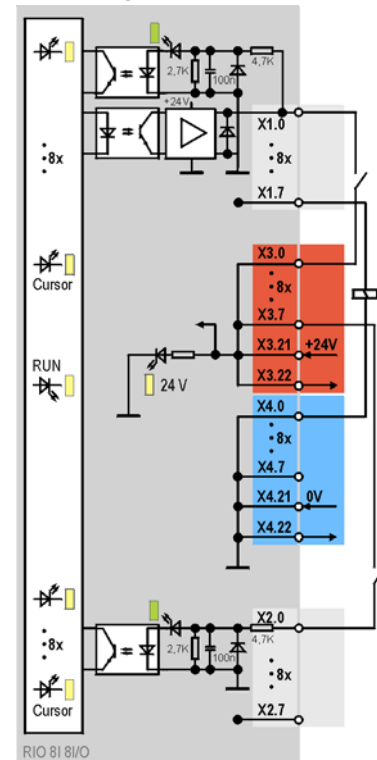 2,7K
100n
4,7K
+24V
X1.0
8x
8x
X1.7
X3.0
Cursor
8x
X3.7
RUN
X3.21
+24V
24 V
X3.22
X4.0
8x
X4.7
X4.21
0V
X4.22
2,7K
100n
X2.0
4,7K
8x
8x
Cursor
X2.7
RIO 8I 8I/O